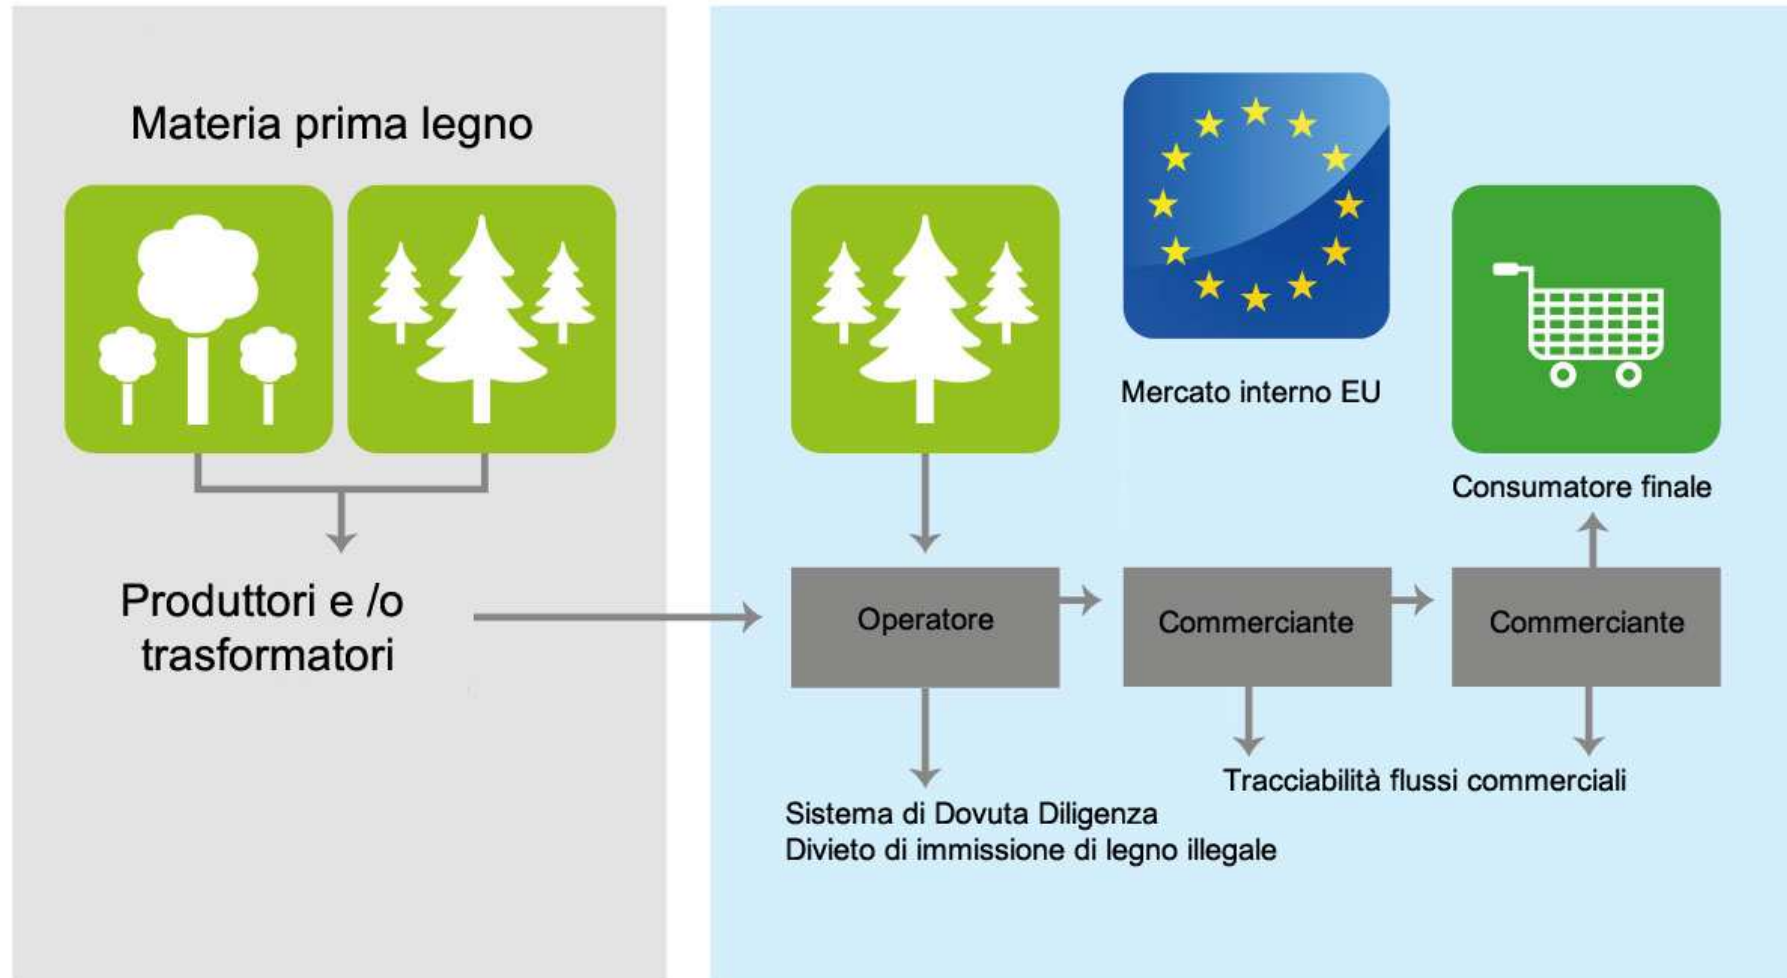 Materia prima legno
Produttori e /o
trasformatori
Mercato interno EU
Consumatore finale
Operatore
Commerciante
Commerciante
Tracciabilità flussi commerciali
Sistema di Dovuta Diligenza
Divieto di immissione di legno illegale